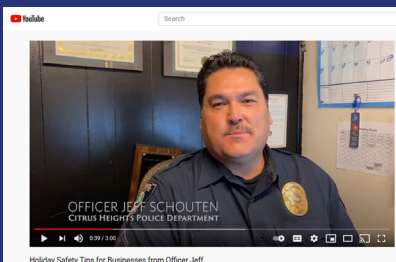 YouTube
Search
OFFICER JEFF SCHOUTEN
CITRUS HEIGHTS POLICE DEPARTMENT
0:39 / 3:00
Holiday Safety Tips for Businesses from Officer Jeff